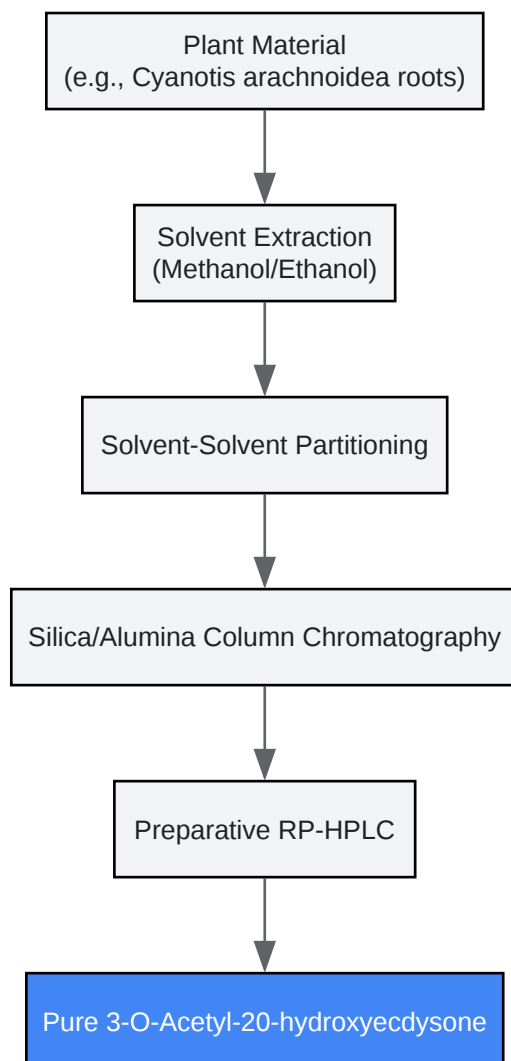 Plant Material
(e.g., Cyanotis arachnoidea roots)
Solvent Extraction
(Methanol/Ethanol)
Solvent-Solvent Partitioning
Silica/Alumina Column Chromatography
Preparative RP-HPLC
Pure 3-O-Acetyl-20-hydroxyecdysone